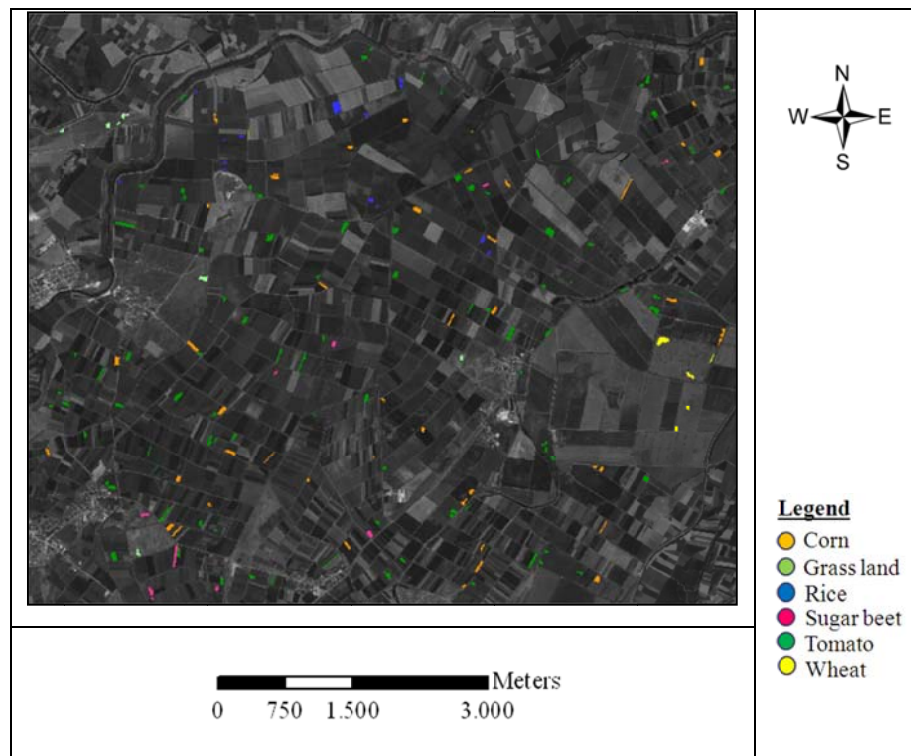 N
W E
S
Legend
Corn
Grass land
Rice
Sugar beet
Tomato
Wheat
Meters
0 750 1.500 3.000